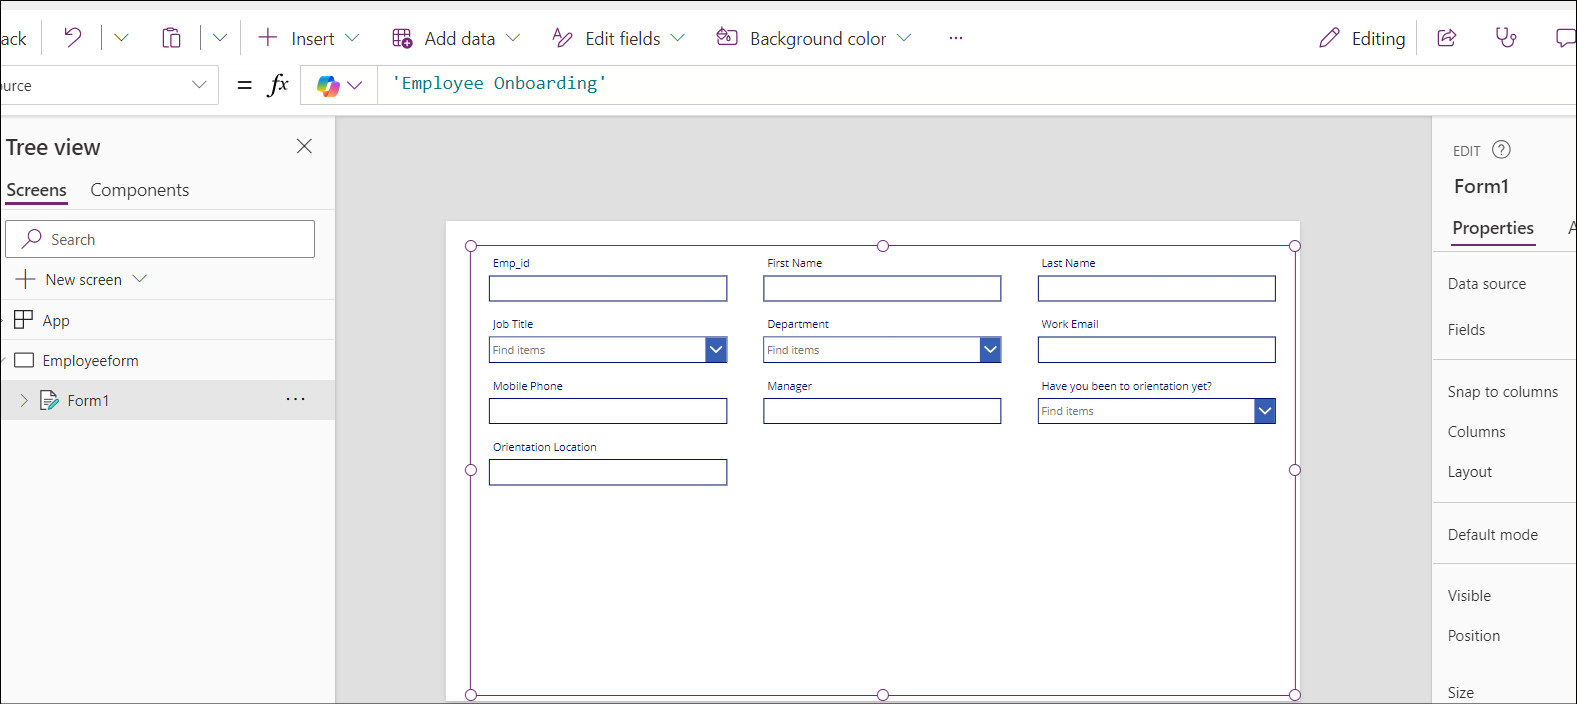 ack Insert Add data Edit fields Background color ... Editing
urce = fx 'Employee Onboarding'
Tree view
Screens Components
Search
New screen
App
Employeeform
Form1 ...
Emp_id First Name Last Name
Job Title Department Work Email
Find items Find items
Mobile Phone Manager Have you been to orientation yet?
Find items
Orientation Location
EDIT ?
Form1
Properties A
Data source
Fields
Snap to columns
Columns
Layout
Default mode
Visible
Position
Size